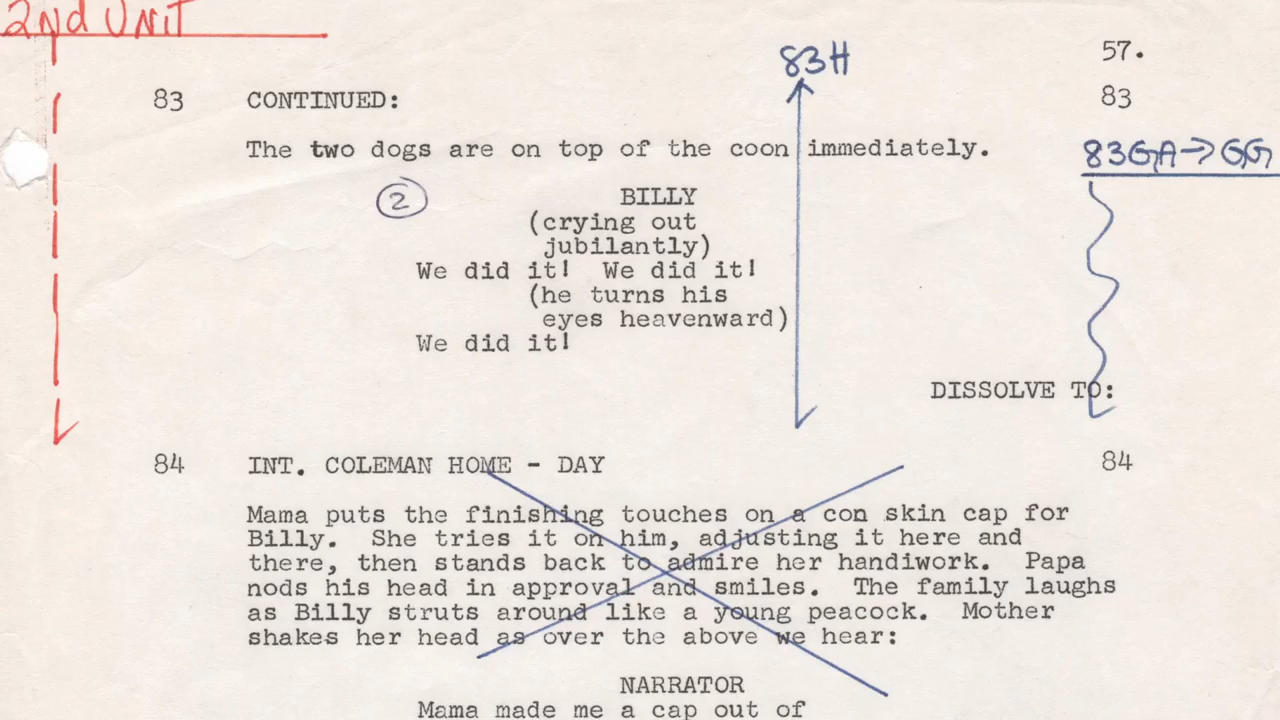 2nd UNIT
83H
57.
83 CONTINUED: 83
The two dogs are on top of the coon immediately.
83GA→GG
2
BILLY
(crying out
jubilantly)
We did it! We did it!
(he turns his
eyes heavenward)
We did it!
DISSOLVE TO:
84 INT. COLEMAN HOME - DAY 84
Mama puts the finishing touches on a con skin cap for
Billy. She tries it on him, adjusting it here and
there, then stands back to admire her handiwork. Papa
nods his head in approval and smiles. The family laughs
as Billy struts around like a young peacock. Mother
shakes her head as over the above we hear:
NARRATOR
Mama made me a cap out of